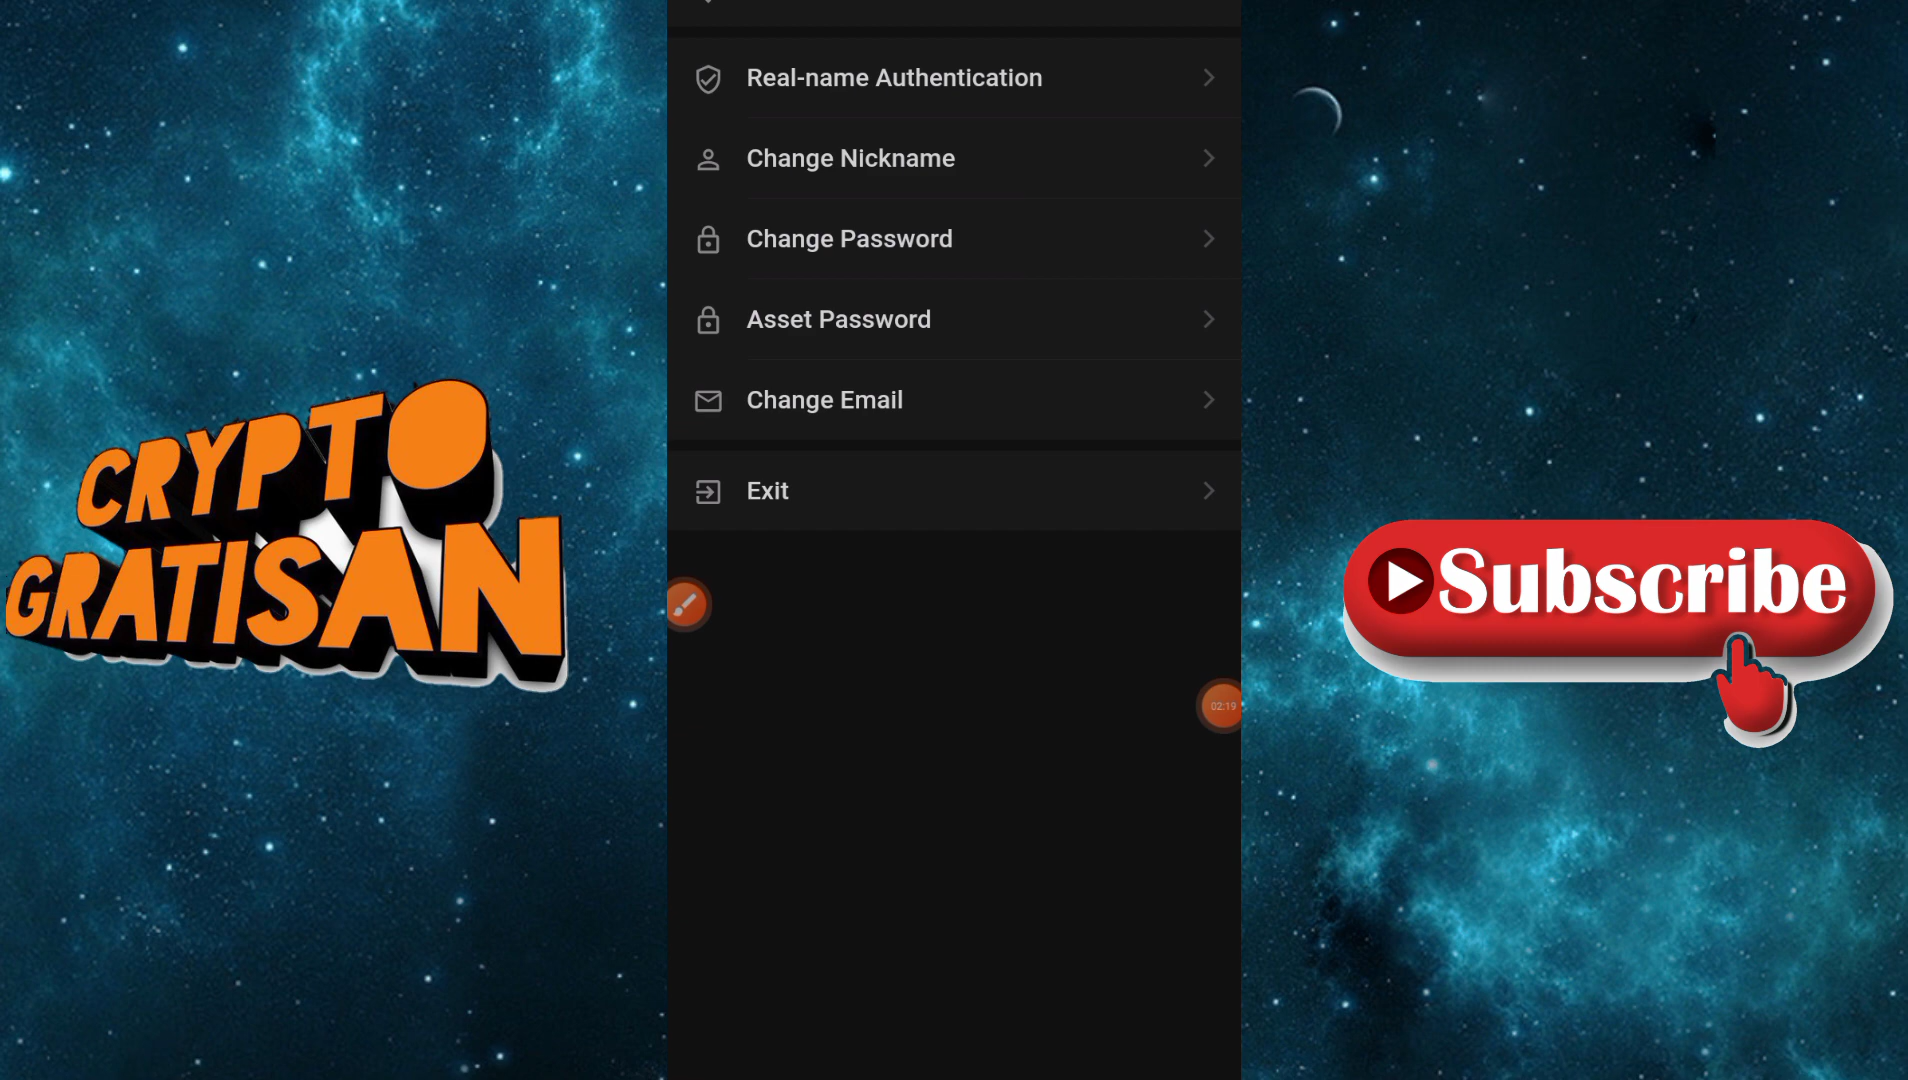 CRYPTO
GRATISAN
Real-name Authentication
Change Nickname
Change Password
Asset Password
Change Email
Exit
02:19
Subscribe